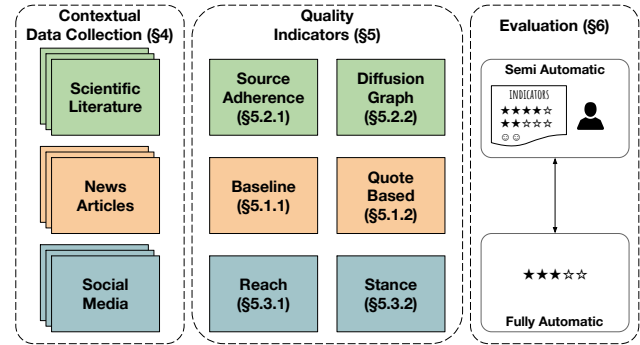 Contextual
Data Collection (§4)
Scientific
Literature
News
Articles
Social
Media
Quality
Indicators (§5)
Source
Adherence
(§5.2.1)
Diffusion
Graph
(§5.2.2)
Baseline
(§5.1.1)
Quote
Based
(§5.1.2)
Reach
(§5.3.1)
Stance
(§5.3.2)
Evaluation (§6)
Semi Automatic
INDICATORS
★★★★☆
★★☆☆☆
☺☺
★★★☆☆
Fully Automatic